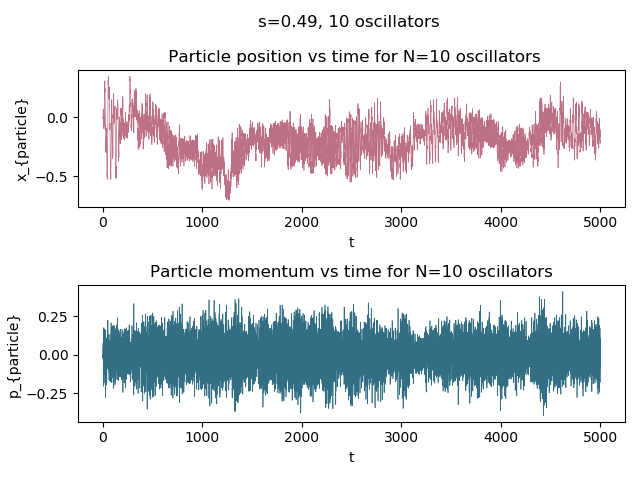 s=0.49, 10 oscillators
Particle position vs time for N=10 oscillators
0.0
−0.5
x_{particle}
0 1000 2000 3000 4000 5000
t
Particle momentum vs time for N=10 oscillators
0.25
0.00
−0.25
p_{particle}
0 1000 2000 3000 4000 5000
t